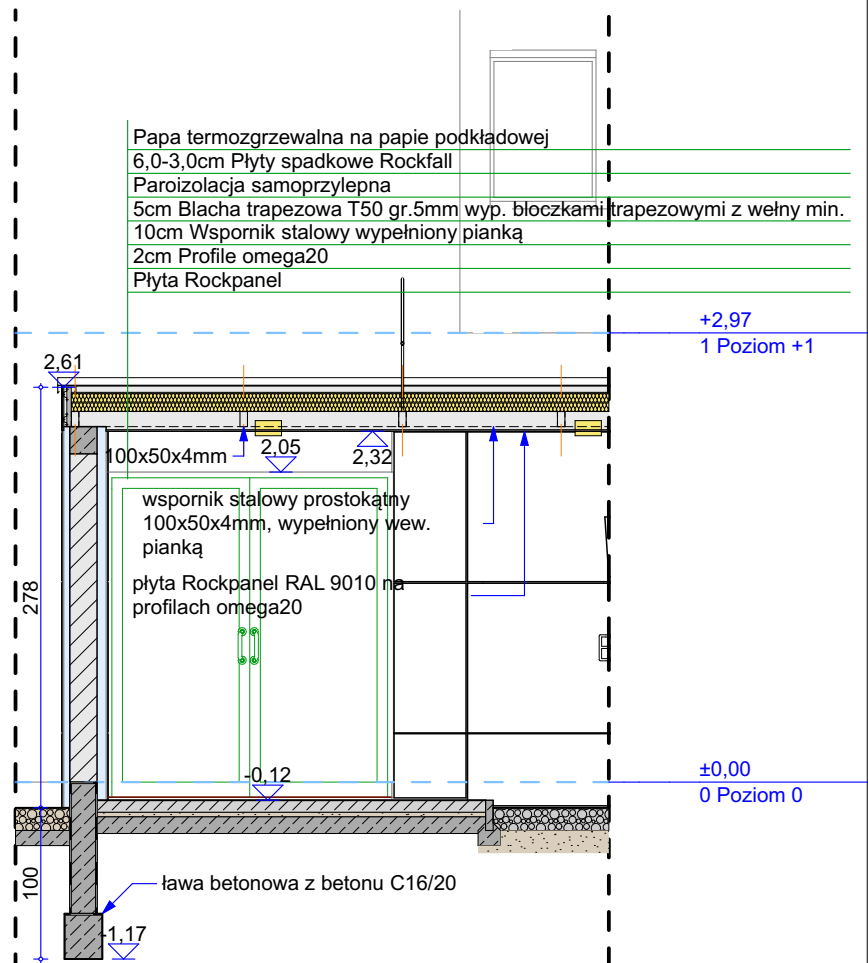 Papa termozgrzewalna na papie podkładowej
6,0-3,0cm Płyty spadkowe Rockfall
Paroizolacja samoprzylepna
5cm Blacha trapezowa T50 gr.5mm wyp. bloczkami trapezowymi z wełny min.
10cm Wspornik stalowy wypełniony pianką
2cm Profile omega20
Płyta Rockpanel
+2,97
1 Poziom +1
2,61
100x50x4mm
2,05
2,32
wspornik stalowy prostokątny
100x50x4mm, wypełniony wew.
pianką
płyta Rockpanel RAL 9010 na
profilach omega20
278
-0,12
±0,00
0 Poziom 0
100
ława betonowa z betonu C16/20
-1,17